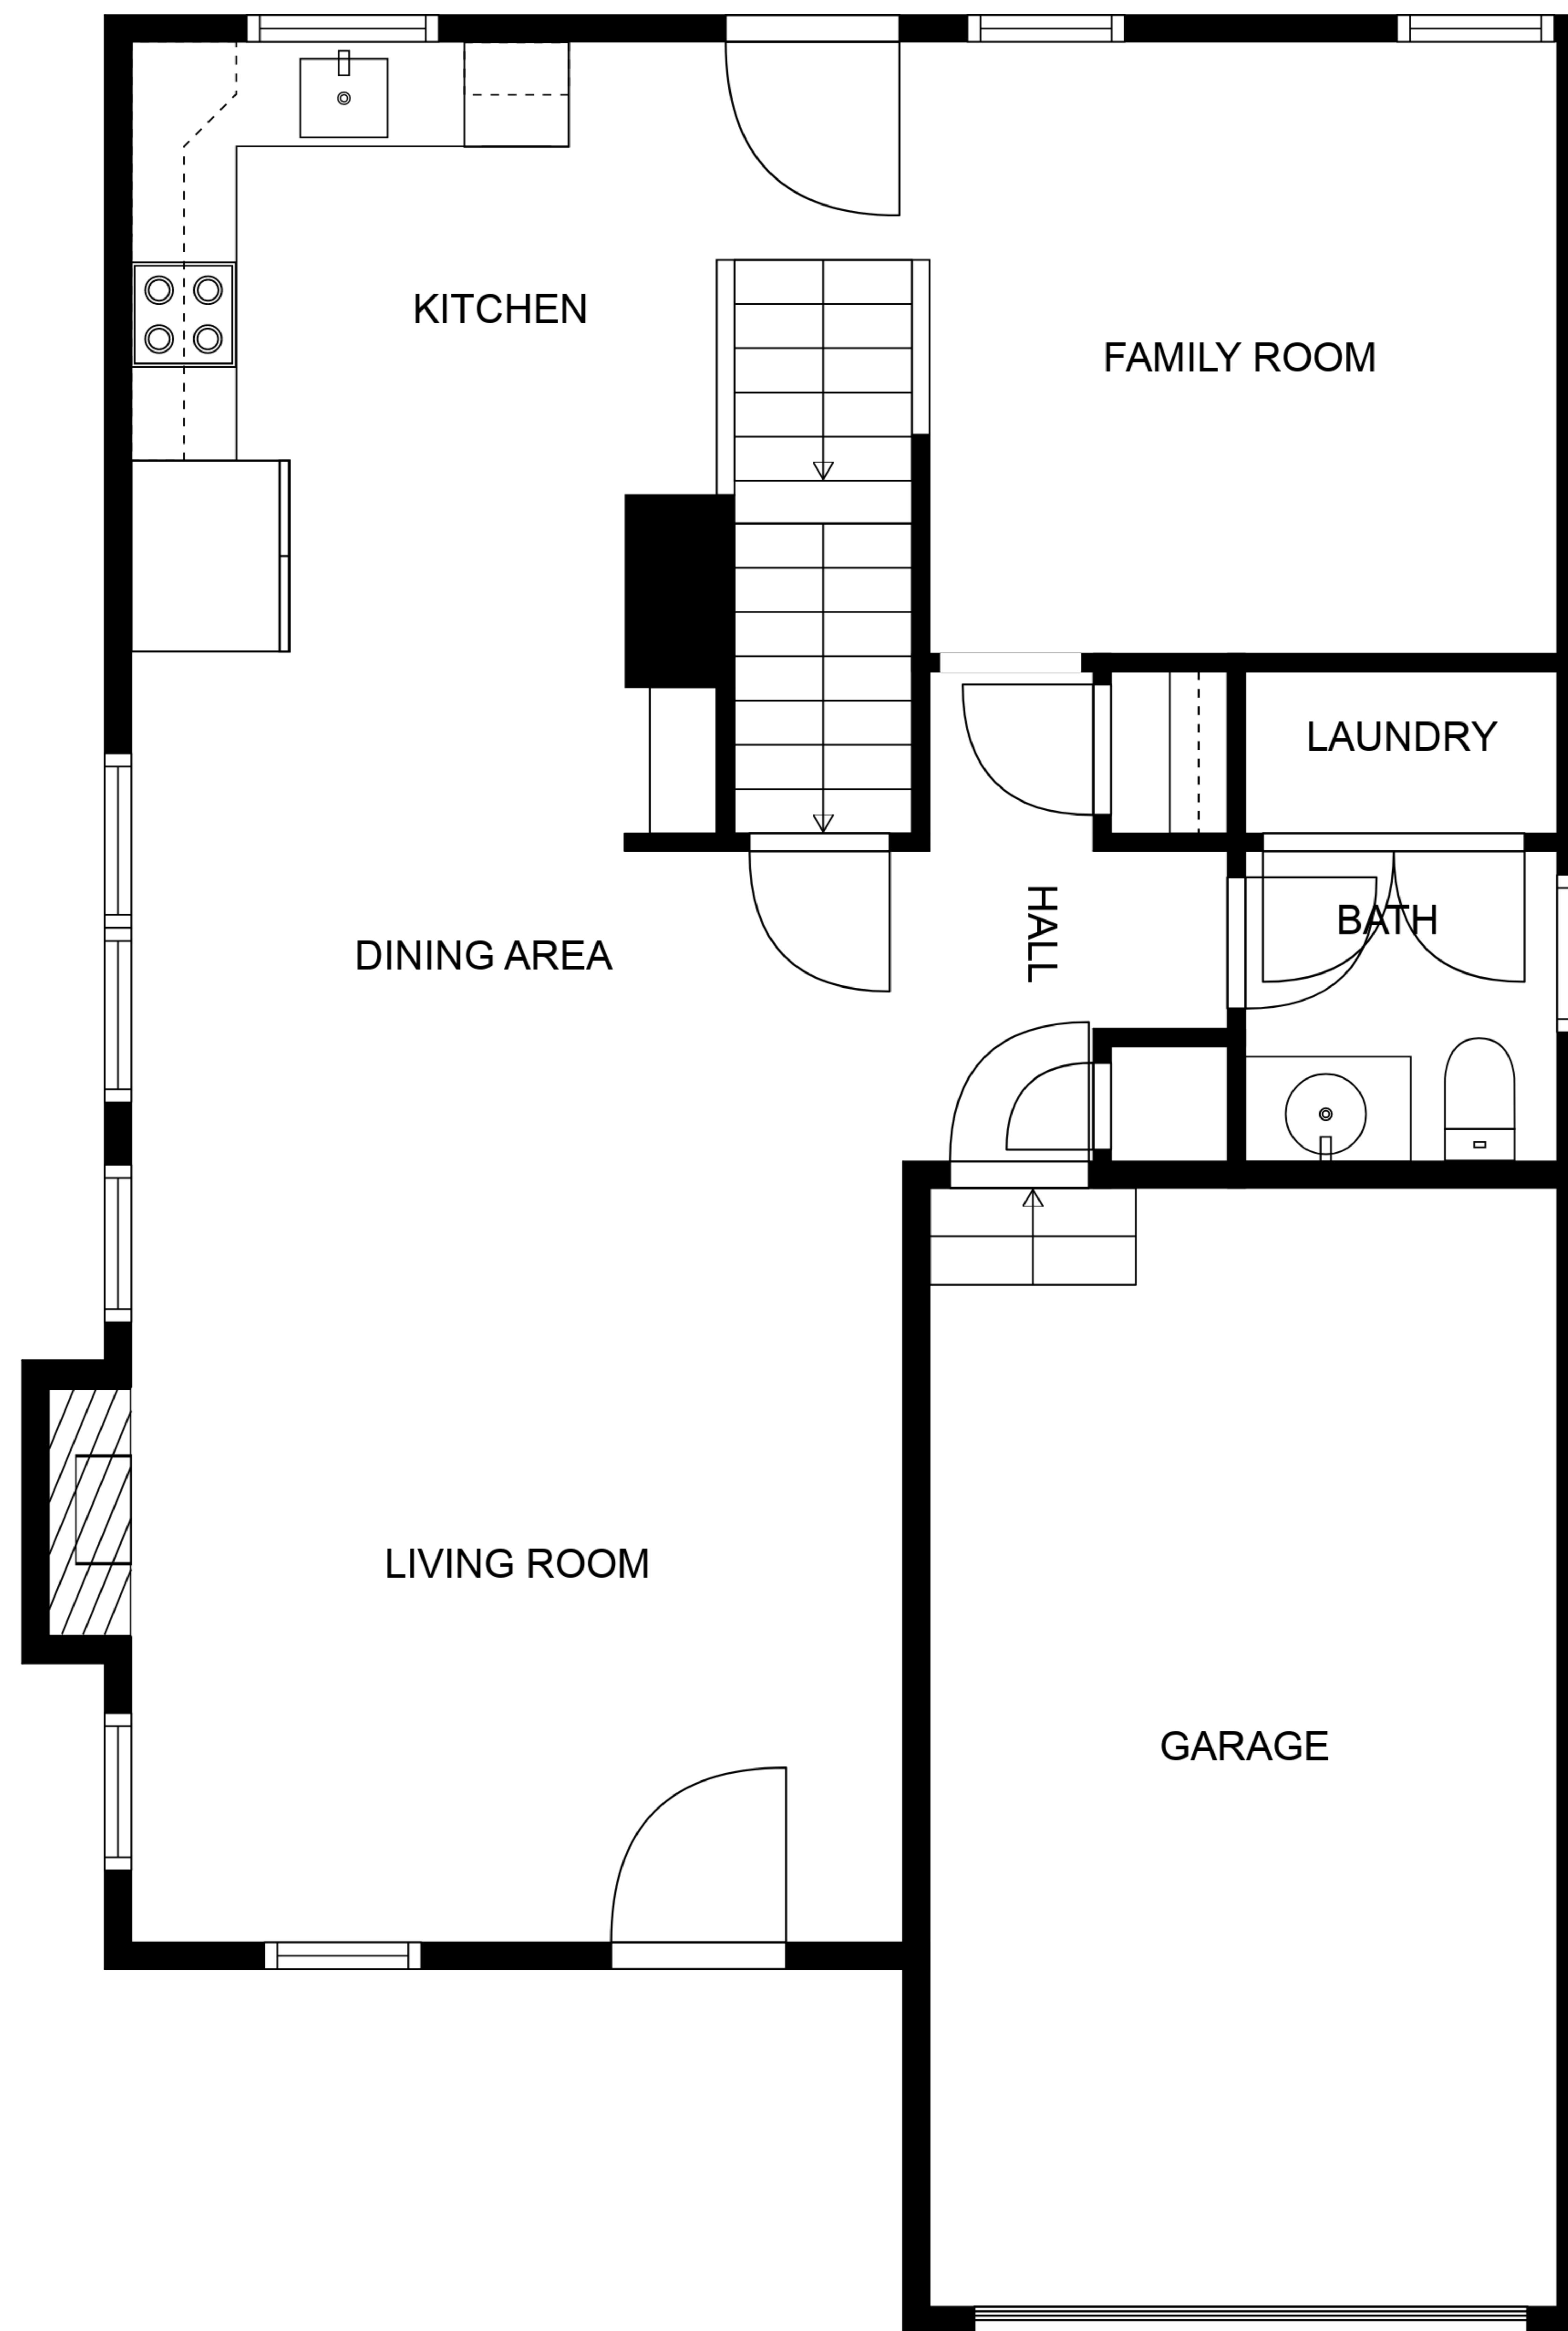 KITCHEN
FAMILY ROOM
LAUNDRY
HALL
BATH
DINING AREA
LIVING ROOM
GARAGE